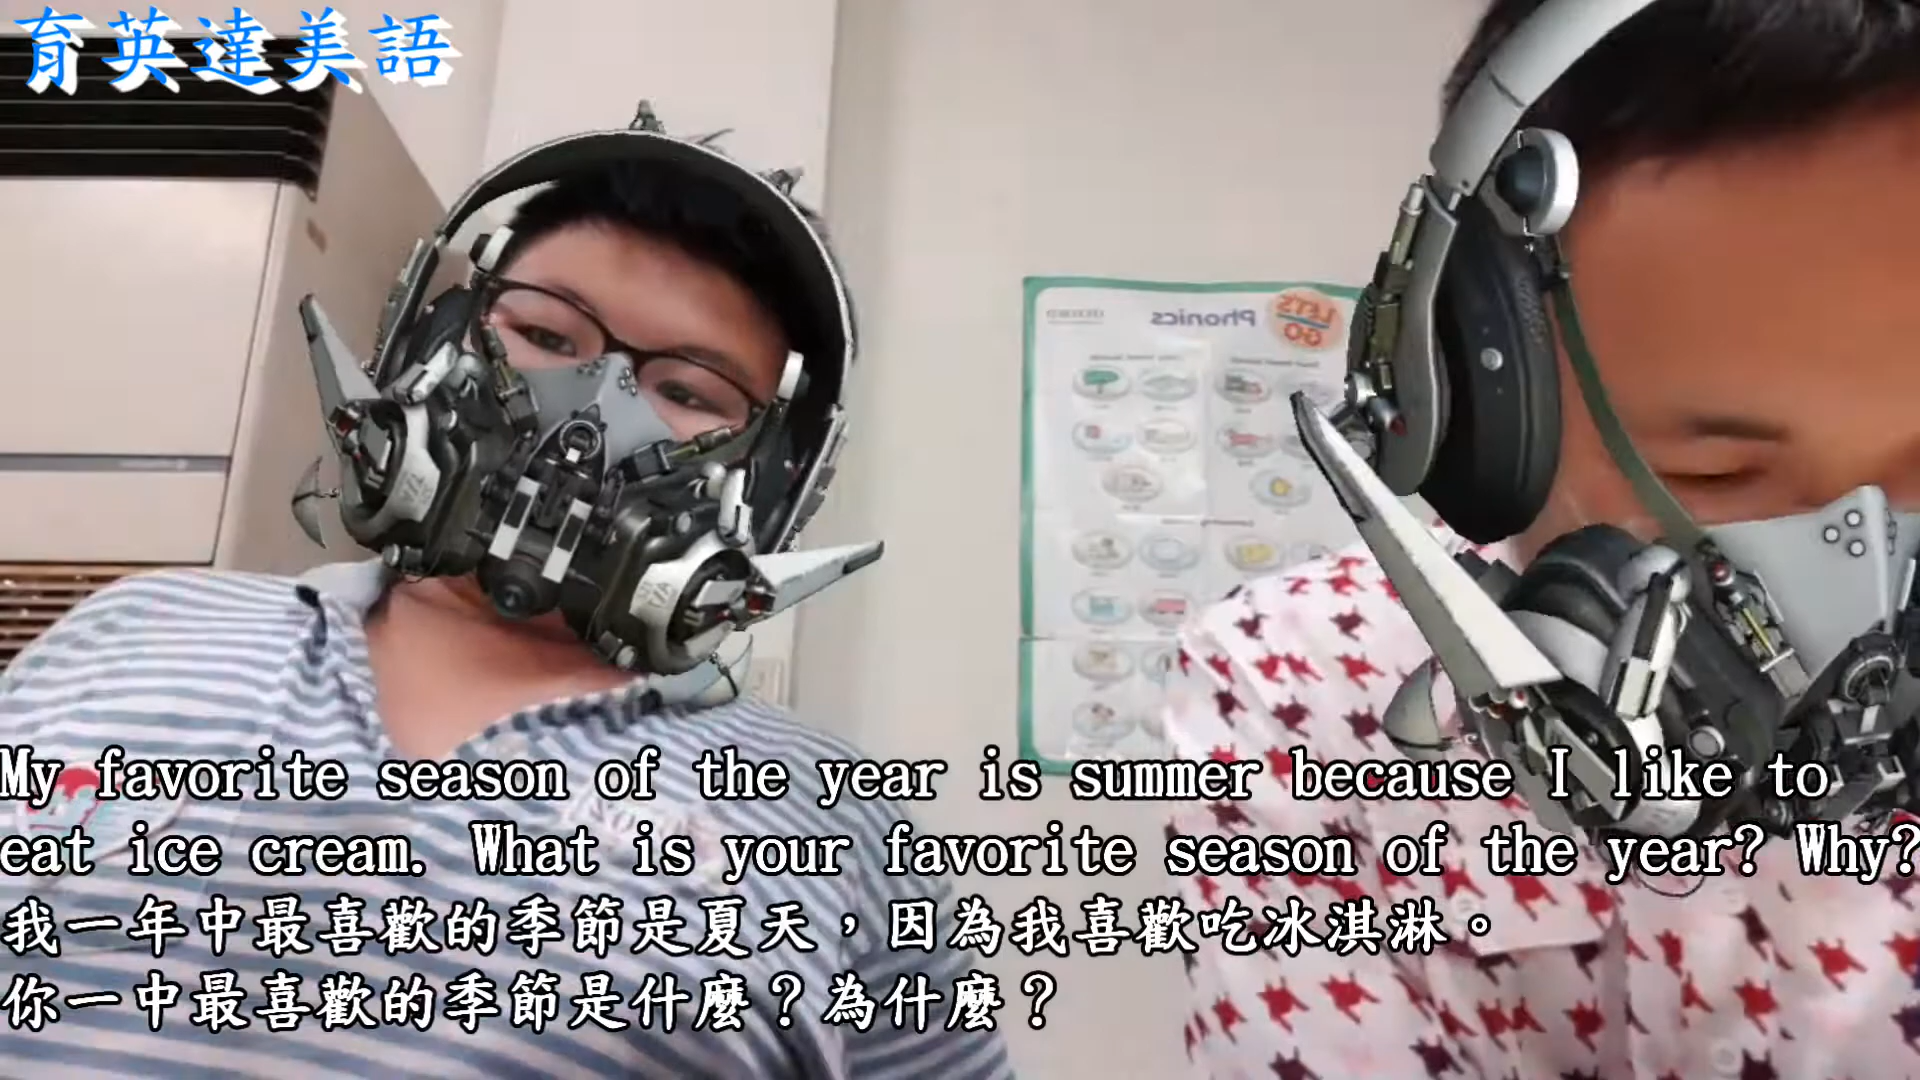 育英達美語
LET'S
GO
Phonics
My favorite season of the year is summer because I like to
eat ice cream. What is your favorite season of the year? Why?
我一年中最喜歡的季節是夏天，因為我喜歡吃冰淇淋。
你一中最喜歡的季節是什麼？為什麼？